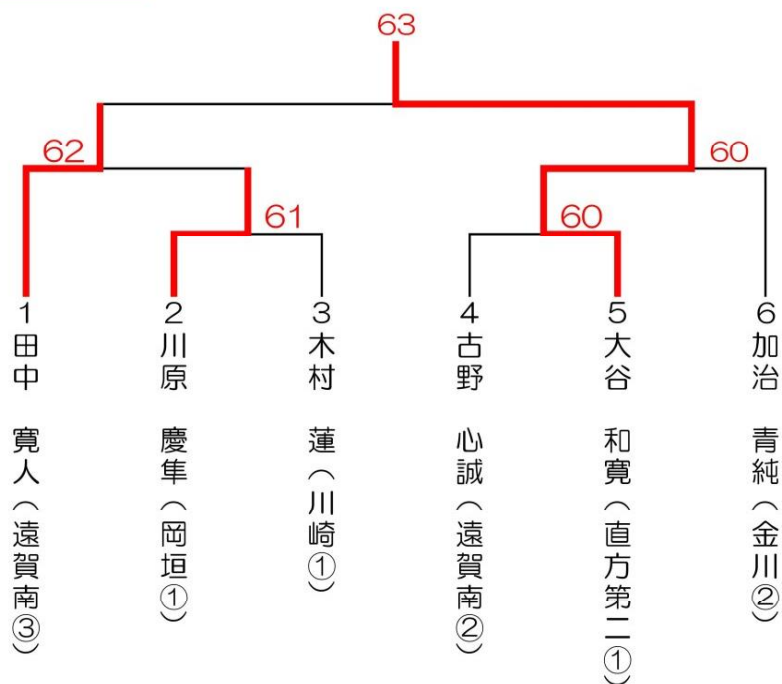 63
62
60
61
60
1 田中 寛人（遠賀南③）
2 川原 慶隼（岡垣①）
3 木村 蓮（川崎①）
4 古野 心誠（遠賀南②）
5 大谷 和寛（直方第二①）
6 加治 青純（金川②）